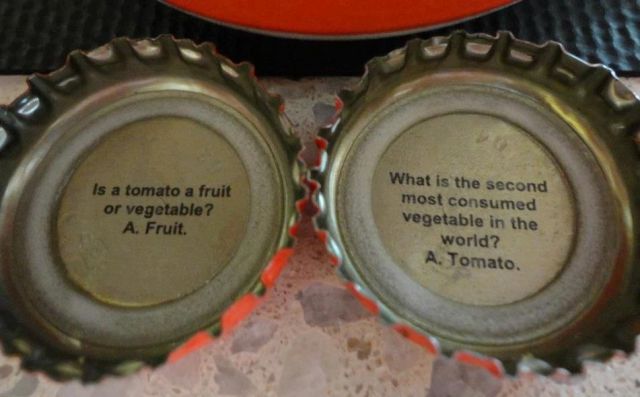 Is a tomato a fruit
or vegetable?
A. Fruit.
What is the second
most consumed
vegetable in the
world?
A. Tomato.